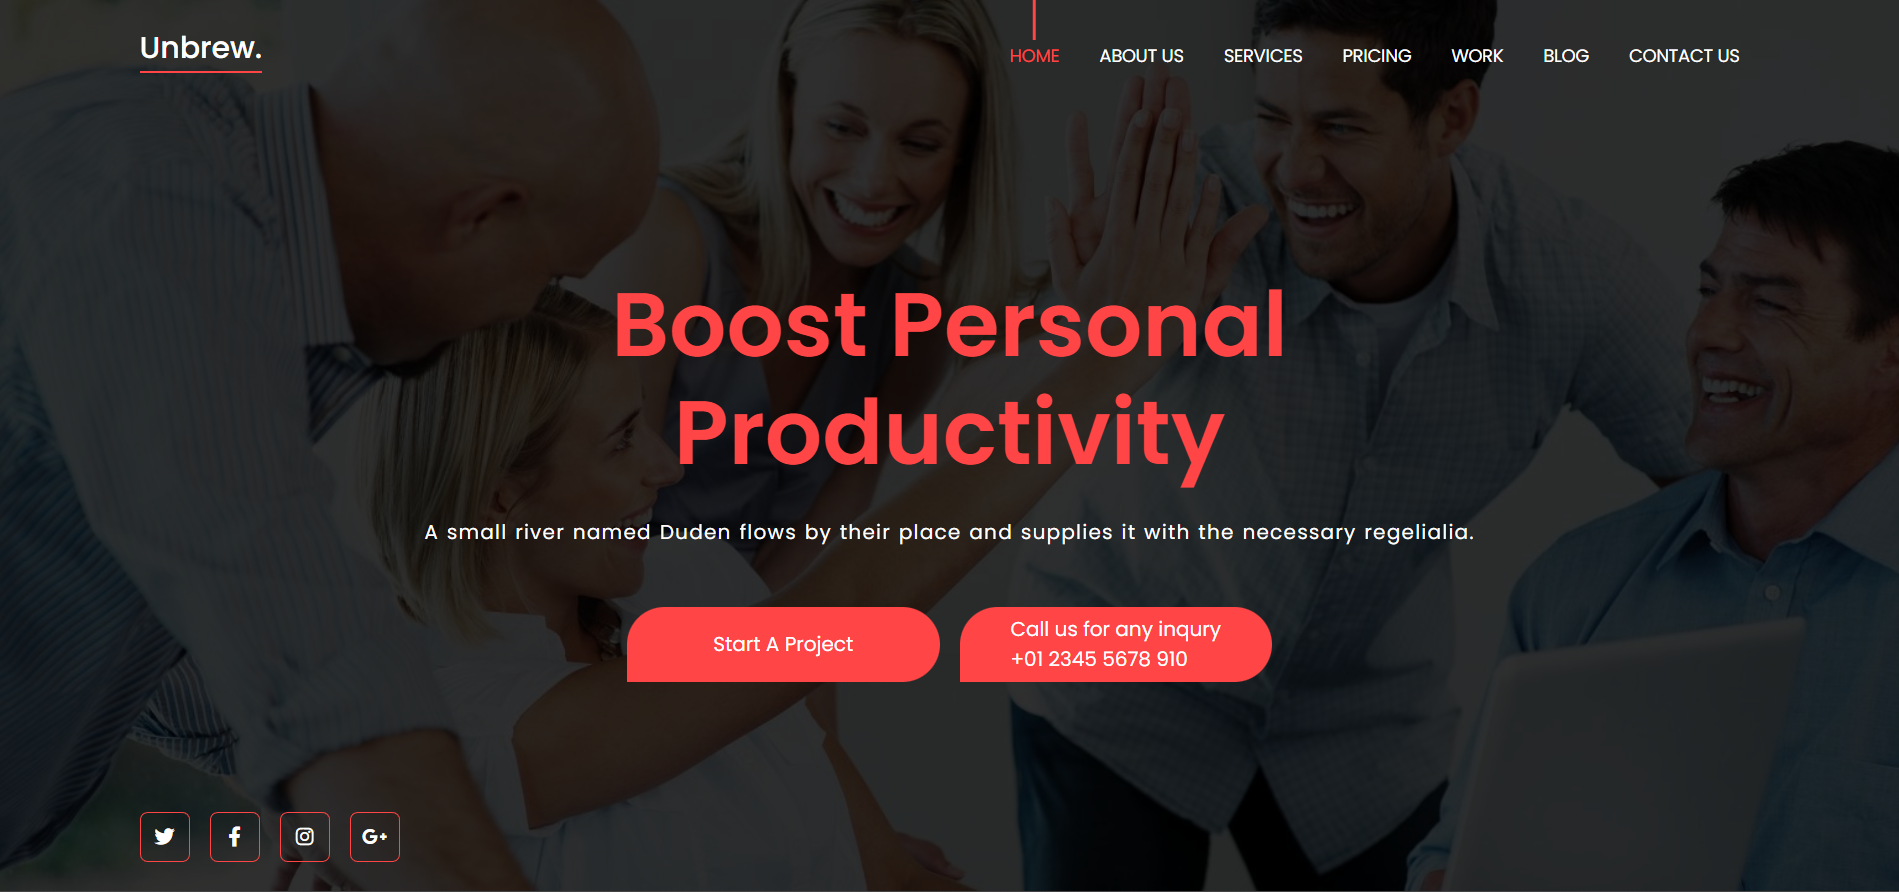 Unbrew.
HOME ABOUT US SERVICES PRICING WORK BLOG CONTACT US
Boost Personal
Productivity
A small river named Duden flows by their place and supplies it with the necessary regelialia.
Start A Project
Call us for any inqury
+01 2345 5678 910
G+